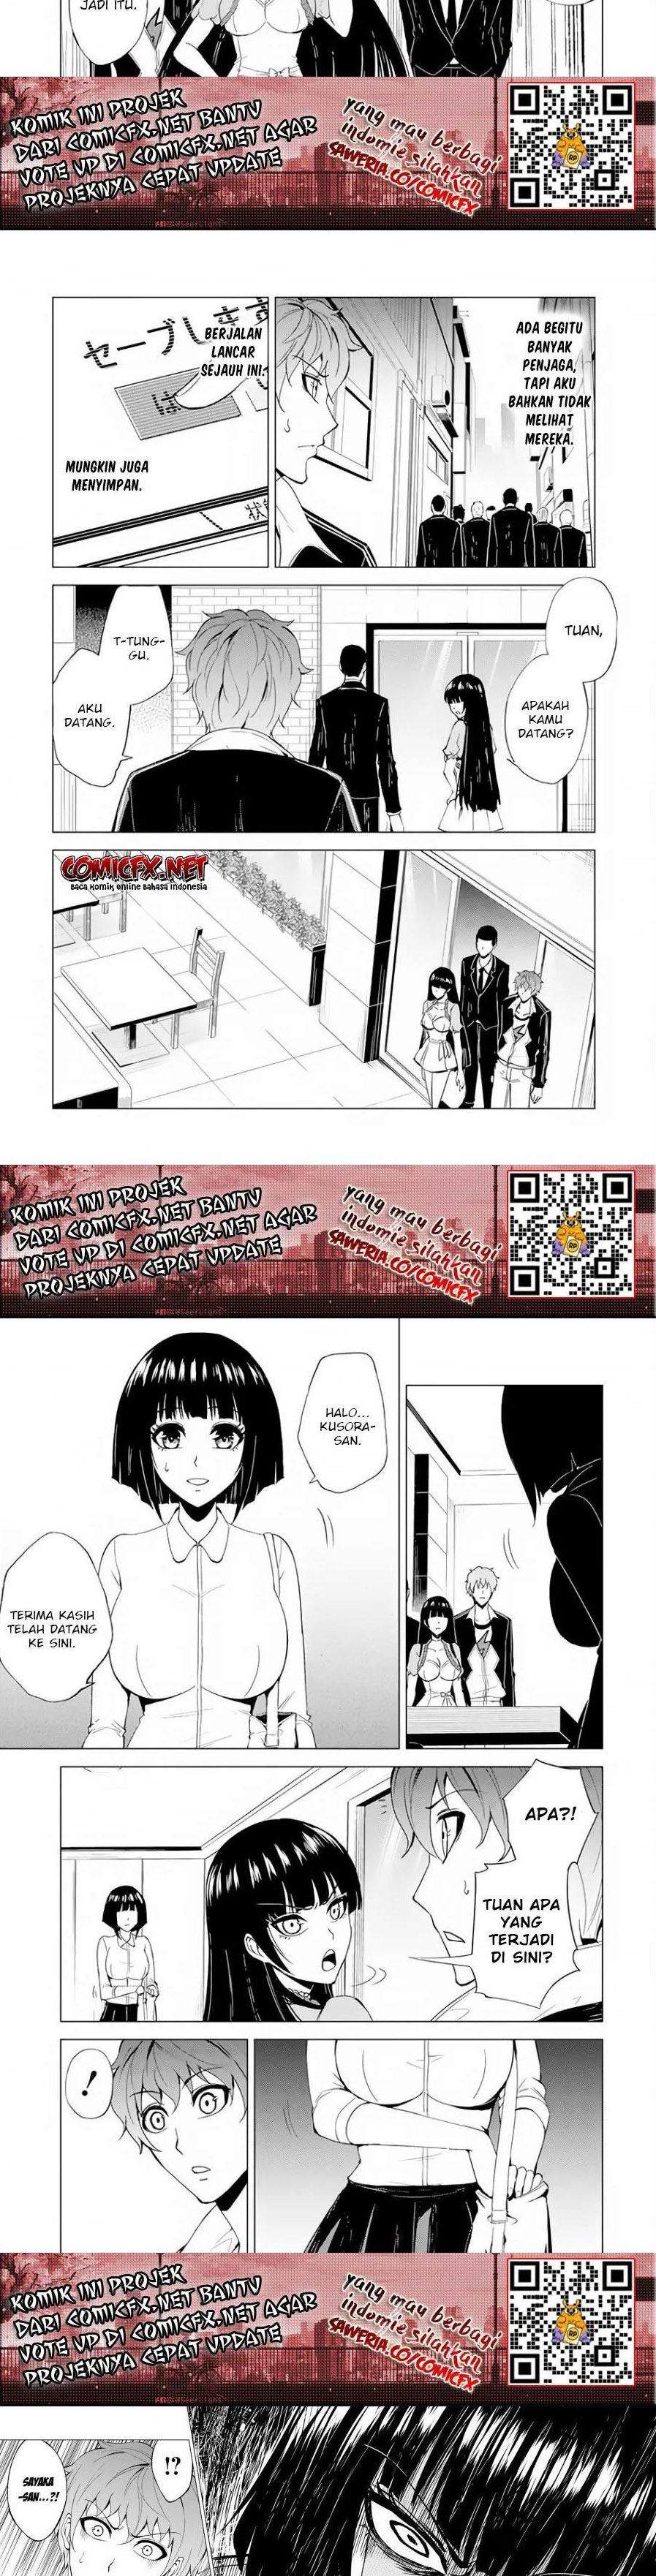 JADI ITU.
KOMIK INI PROJEK
DARI COMICFX.NET BANTU
VOTE UP DI COMICFX.NET AGAR
PROJEKNYA CEPAT UPDATE
yang mau berbagi
indomie silahkan
SAWERIA.CO/COMICFX
ADA BEGITU
BANYAK
PENJAGA,
TAPI AKU
BAHKAN TIDAK
MELIHAT
MEREKA.
セーブします
BERJALAN
LANCAR
SEJAUH INI.
は
MUNGKIN JUGA
MENYIMPAN.
状
TUAN,
APAKAH
KAMU
DATANG?
T-TUNG-
GU.
AKU
DATANG.
COMICFX.NET
Baca Komik Online Bahasa Indonesia
KOMIK INI PROJEK
DARI COMICFX.NET BANTU
VOTE UP DI COMICFX.NET AGAR
PROJEKNYA CEPAT UPDATE
yang mau berbagi
indomie silahkan
SAWERIA.CO/COMICFX
HALO...
KUSORA-
SAN.
TERIMA KASIH
TELAH DATANG
KE SINI.
APA?!
TUAN APA
YANG
TERJADI
DI SINI?
!
KOMIK INI PROJEK
DARI COMICFX.NET BANTU
VOTE UP DI COMICFX.NET AGAR
PROJEKNYA CEPAT UPDATE
yang mau berbagi
indomie silahkan
SAWERIA.CO/COMICFX
!?
SAYAKA
-SAN...?!